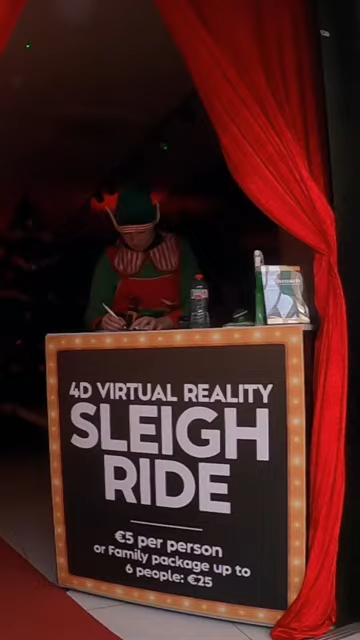 4D VIRTUAL REALITY
SLEIGH
RIDE
€5 per person
or Family package up to
6 people: €25